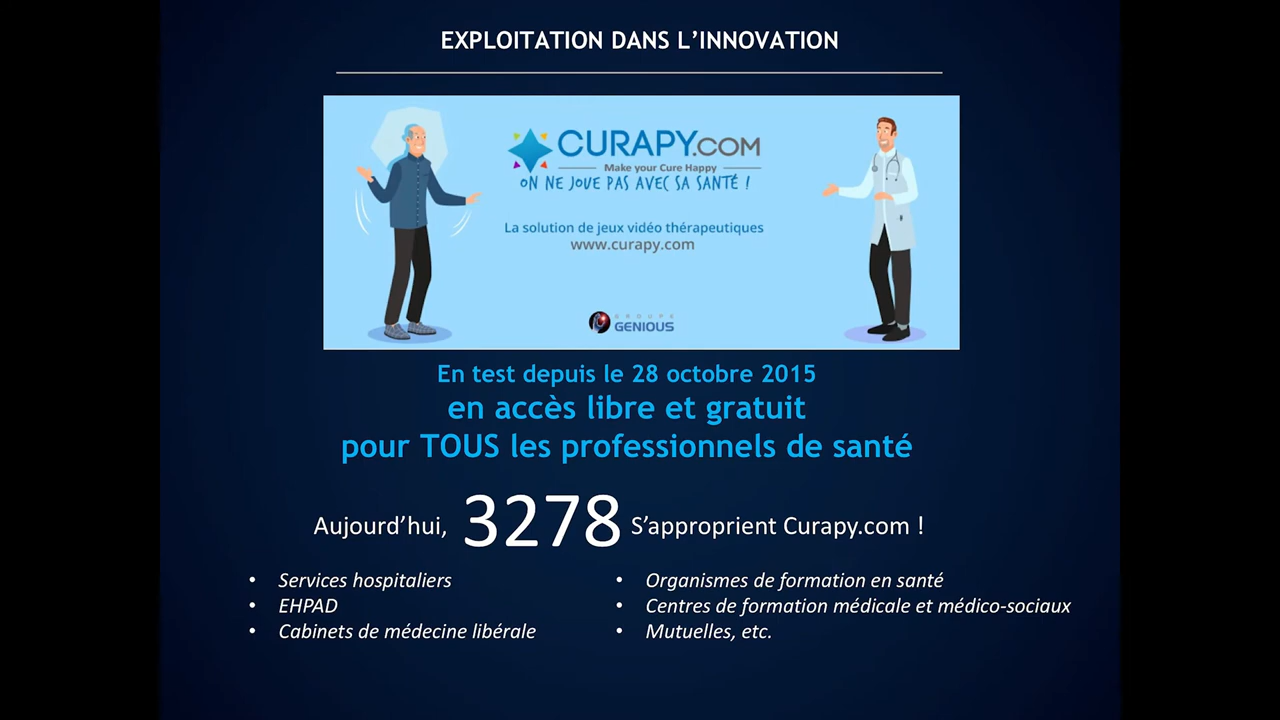 EXPLOITATION DANS L’INNOVATION
CURAPY.COM
Make your Cure Happy
ON NE JOUE PAS AVEC SA SANTÉ !
La solution de jeux vidéo thérapeutiques
www.curapy.com
GROUPE
GENIOUS
En test depuis le 28 octobre 2015
en accès libre et gratuit
pour TOUS les professionnels de santé
Aujourd’hui, 3278 S’approprient Curapy.com !
• Services hospitaliers
• EHPAD
• Cabinets de médecine libérale
• Organismes de formation en santé
• Centres de formation médicale et médico-sociaux
• Mutuelles, etc.